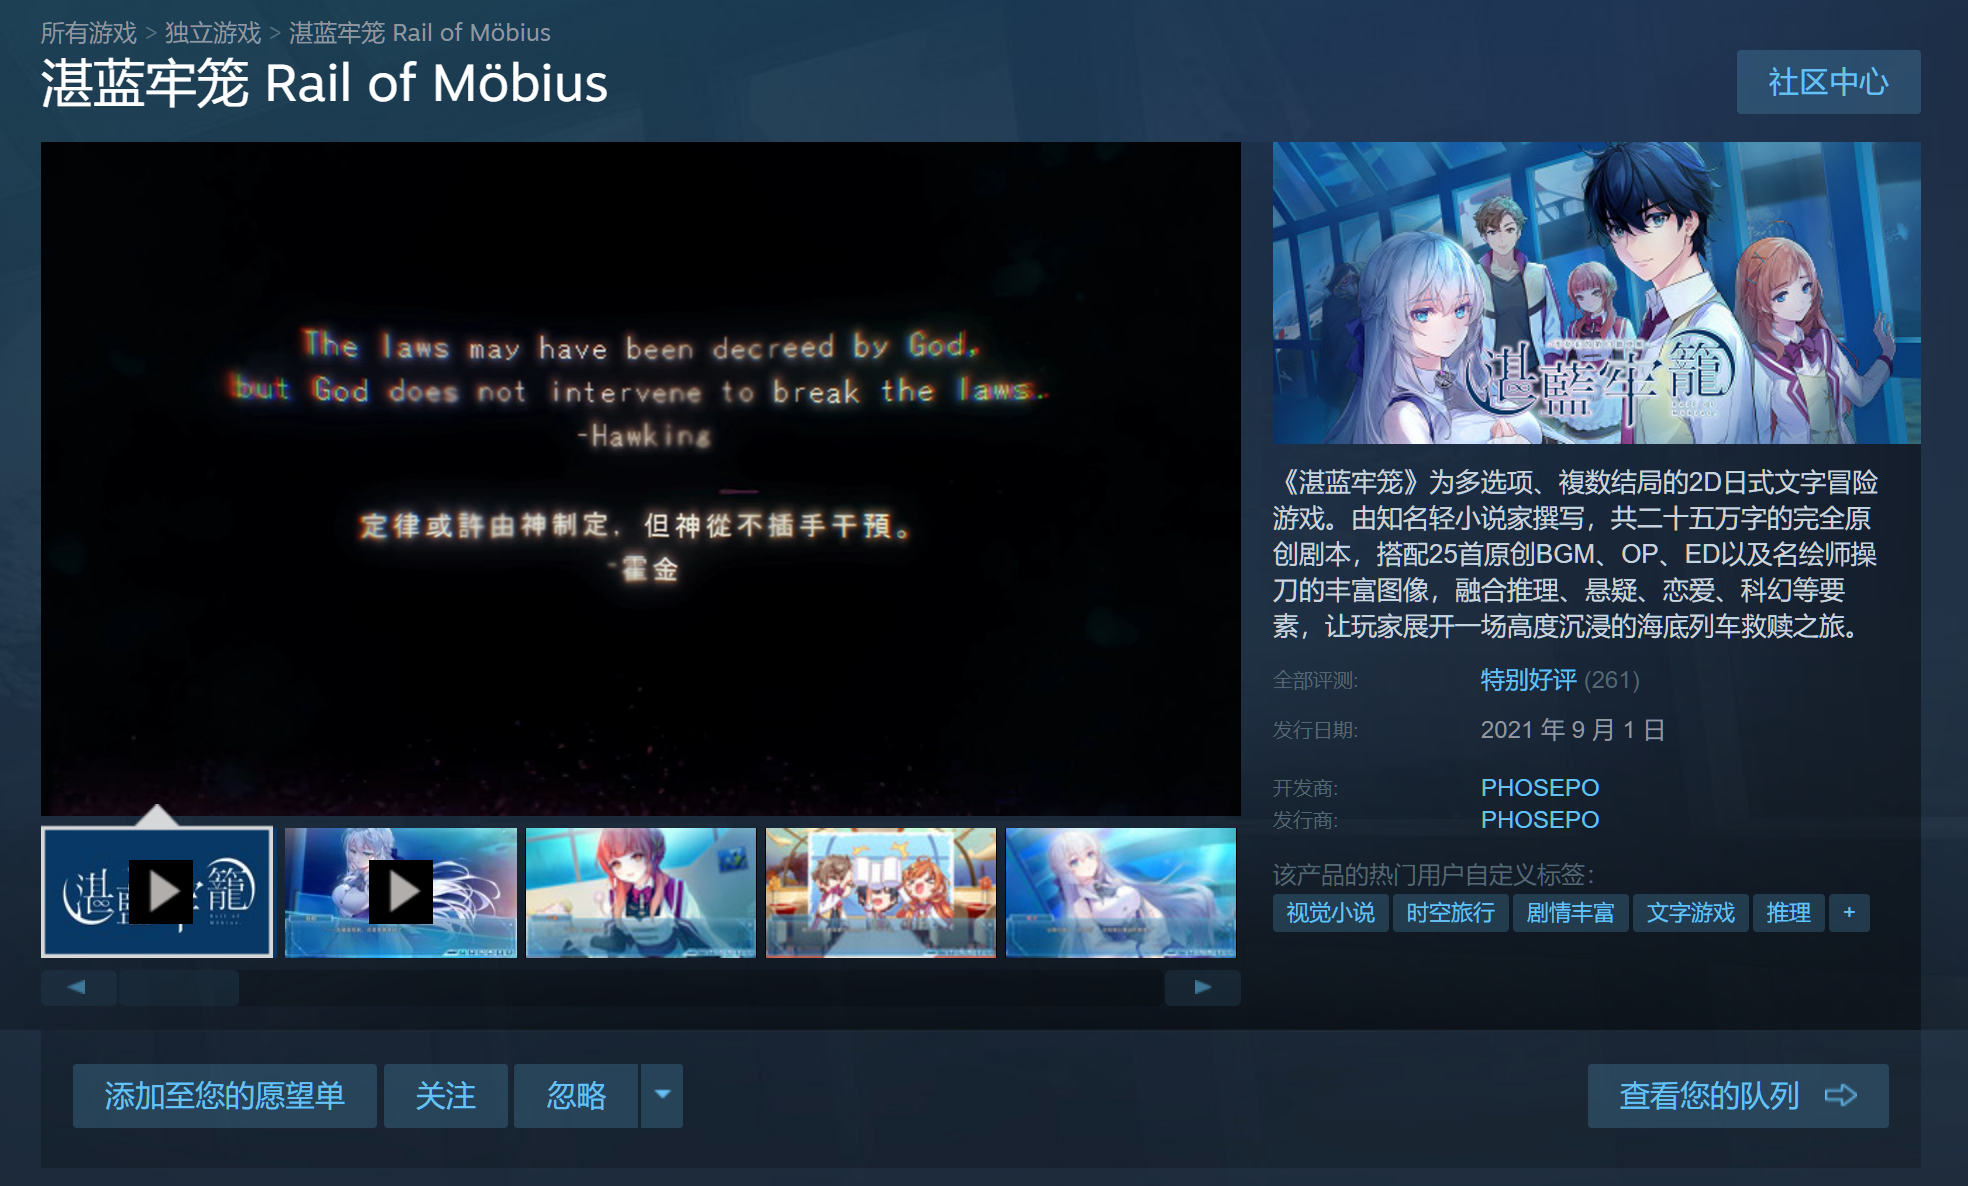 所有游戏 > 独立游戏 > 湛蓝牢笼 Rail of Möbius
湛蓝牢笼 Rail of Möbius
社区中心
The laws may have been decreed by God,
but God does not intervene to break the laws.
-Hawking
定律或許由神制定，但神從不插手干預。
-霍金
湛藍牢籠
《湛蓝牢笼》为多选项、複数结局的2D日式文字冒险
游戏。由知名轻小说家撰写，共二十五万字的完全原
创剧本，搭配25首原创BGM、OP、ED以及名绘师操
刀的丰富图像，融合推理、悬疑、恋爱、科幻等要
素，让玩家展开一场高度沉浸的海底列车救赎之旅。
全部评测: 特别好评 (261)
发行日期: 2021 年 9 月 1 日
开发商: PHOSEPO
发行商: PHOSEPO
该产品的热门用户自定义标签：
视觉小说 时空旅行 剧情丰富 文字游戏 推理 +
湛 籠
Rail of
Möbius
添加至您的愿望单 关注 忽略 查看您的队列